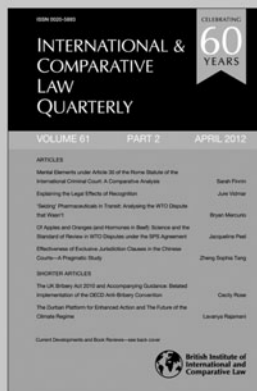 ISSN 0020-5893
CELEBRATING
60
YEARS
INTERNATIONAL &
COMPARATIVE
LAW
QUARTERLY
VOLUME 61 PART 2 APRIL 2012
ARTICLES
Mental Elements under Article 30 of the Rome Statute of the
International Criminal Court: A Comparative Analysis Sarah Finnin
Explaining the Legal Effects of Recognition Jure Vidmar
'Seizing' Pharmaceuticals in Transit: Analysing the WTO Dispute
that Wasn't Bryan Mercurio
Of Apples and Oranges (and Hormones in Beef): Science and the
Standard of Review in WTO Disputes under the SPS Agreement Jacqueline Peel
Effectiveness of Exclusive Jurisdiction Clauses in the Chinese
Courts—A Pragmatic Study Zheng Sophia Tang
SHORTER ARTICLES
The UK Bribery Act 2010 and Accompanying Guidance: Belated
Implementation of the OECD Anti-Bribery Convention Cecily Rose
The Durban Platform for Enhanced Action and The Future of the
Climate Regime Lavanya Rajamani
Current Developments and Book Reviews—see back cover
British Institute of
International and
Comparative Law